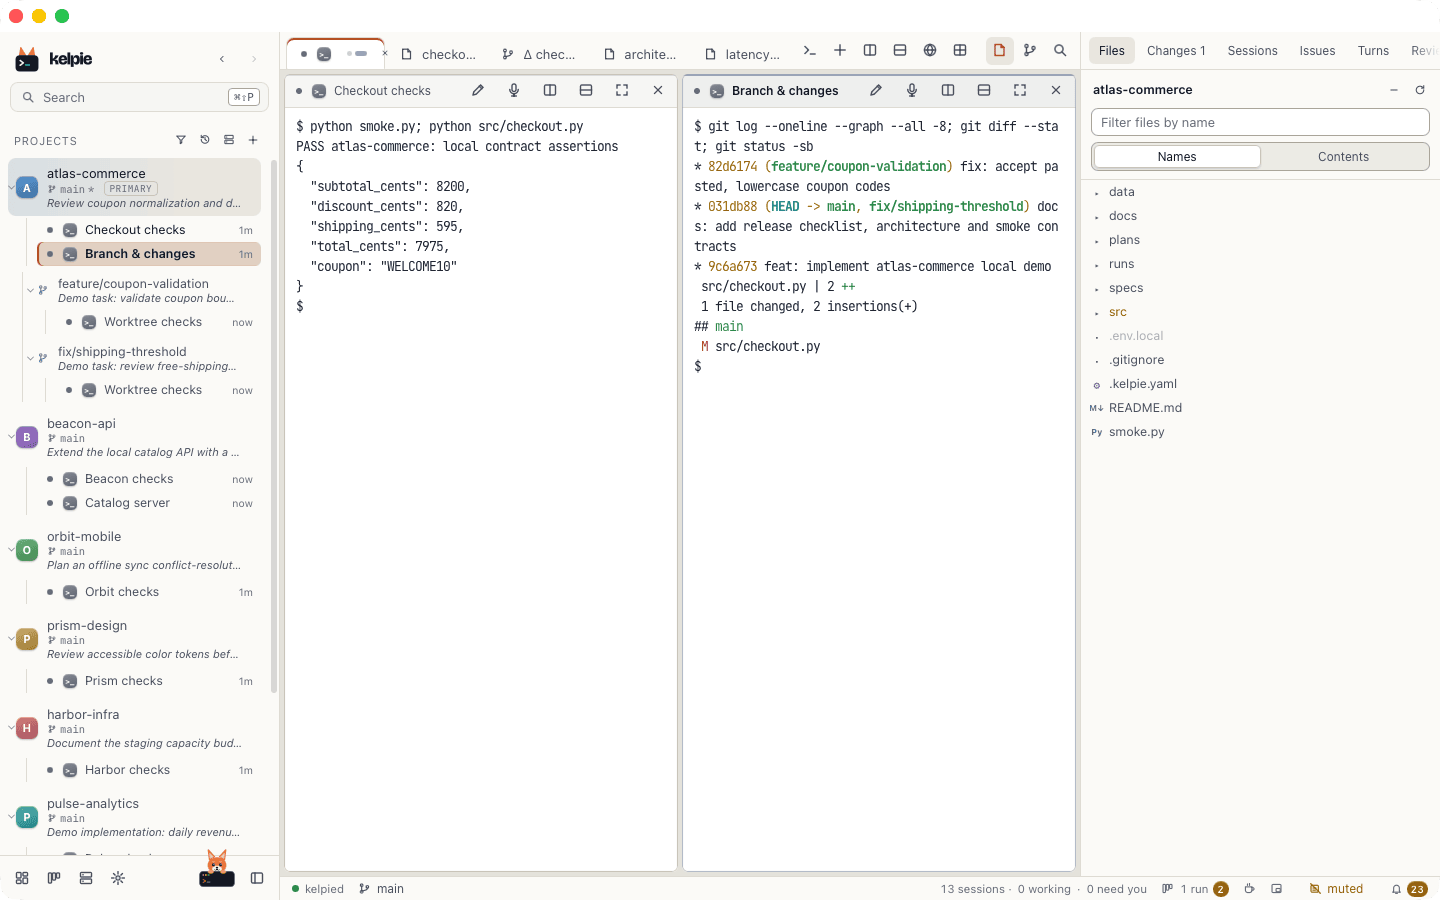 kelpie
Search
⌘⇧P
PROJECTS
A
atlas-commerce
main *
PRIMARY
Review coupon normalization and d...
Checkout checks
1m
Branch & changes
1m
feature/coupon-validation
Demo task: validate coupon bou...
Worktree checks
now
fix/shipping-threshold
Demo task: review free-shipping...
Worktree checks
now
B
beacon-api
main
Extend the local catalog API with a ...
Beacon checks
now
Catalog server
now
O
orbit-mobile
main
Plan an offline sync conflict-resolut...
Orbit checks
1m
P
prism-design
main
Review accessible color tokens bef...
Prism checks
1m
H
harbor-infra
main
Document the staging capacity bud...
Harbor checks
1m
P
pulse-analytics
main
Demo implementation: daily revenu...
checko...
Δ chec...
archite...
latency...
Checkout checks
$ python smoke.py; python src/checkout.py
PASS atlas-commerce: local contract assertions
{
"subtotal_cents": 8200,
"discount_cents": 820,
"shipping_cents": 595,
"total_cents": 7975,
"coupon": "WELCOME10"
}
$
Branch & changes
$ git log --oneline --graph --all -8; git diff --sta
t; git status -sb
* 82d6174 (feature/coupon-validation) fix: accept pa
sted, lowercase coupon codes
* 031db88 (HEAD -> main, fix/shipping-threshold) doc
s: add release checklist, architecture and smoke con
tracts
* 9c6a673 feat: implement atlas-commerce local demo
src/checkout.py | 2 ++
1 file changed, 2 insertions(+)
## main
M src/checkout.py
$
Files
Changes 1
Sessions
Issues
Turns
Revi
atlas-commerce
Filter files by name
Names
Contents
data
docs
plans
runs
specs
src
.env.local
.gitignore
.kelpie.yaml
M↓ README.md
Py smoke.py
kelpied
main
13 sessions · 0 working · 0 need you
1 run 2
muted
23